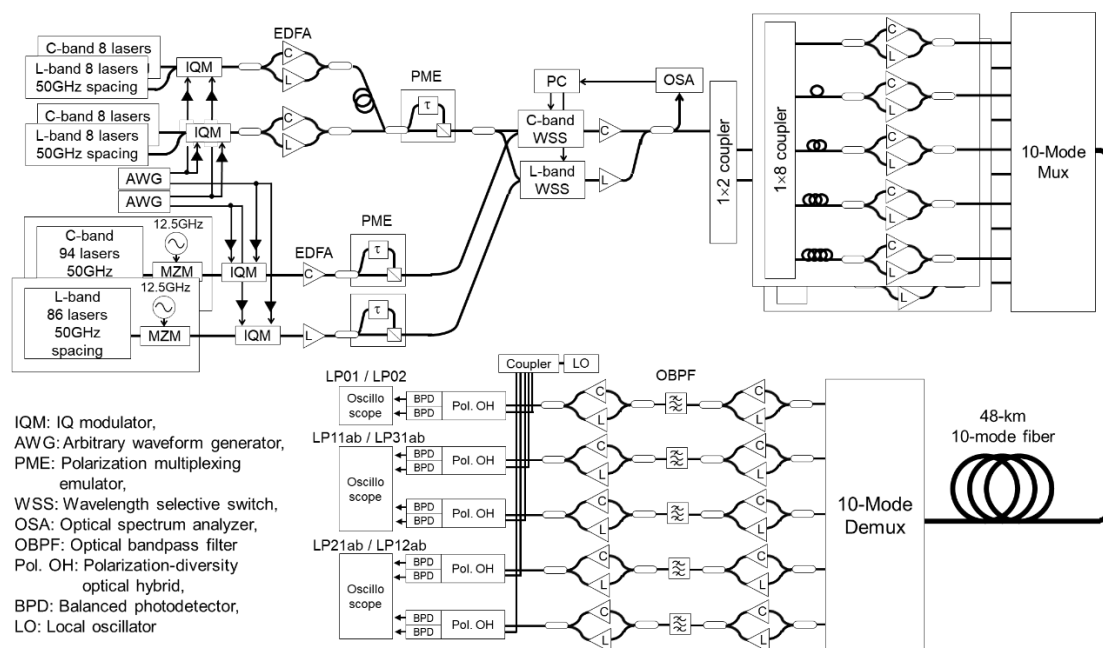 C-band 8 lasers
L-band 8 lasers
50GHz spacing
IQM
EDFA
C
L
C-band 8 lasers
L-band 8 lasers
50GHz spacing
IQM
C
L
AWG
AWG
PME
τ
PC
OSA
C-band
WSS
L-band
WSS
C
L
1×2 coupler
1×8 coupler
C
L
C
L
C
L
C
L
C
L
L
10-Mode
Mux
12.5GHz
C-band
94 lasers
50GHz
MZM
IQM
EDFA
C
PME
τ
12.5GHz
L-band
86 lasers
50GHz
spacing
MZM
IQM
L
τ
Coupler
LO
LP01 / LP02
Oscillo
scope
BPD
BPD
Pol. OH
C
L
OBPF
C
L
LP11ab / LP31ab
Oscillo
scope
BPD
BPD
Pol. OH
C
L
C
L
BPD
BPD
Pol. OH
C
L
C
L
LP21ab / LP12ab
Oscillo
scope
BPD
BPD
Pol. OH
C
L
C
L
BPD
BPD
Pol. OH
C
L
C
L
10-Mode
Demux
48-km
10-mode fiber
IQM: IQ modulator,
AWG: Arbitrary waveform generator,
PME: Polarization multiplexing
emulator,
WSS: Wavelength selective switch,
OSA: Optical spectrum analyzer,
OBPF: Optical bandpass filter
Pol. OH: Polarization-diversity
optical hybrid,
BPD: Balanced photodetector,
LO: Local oscillator